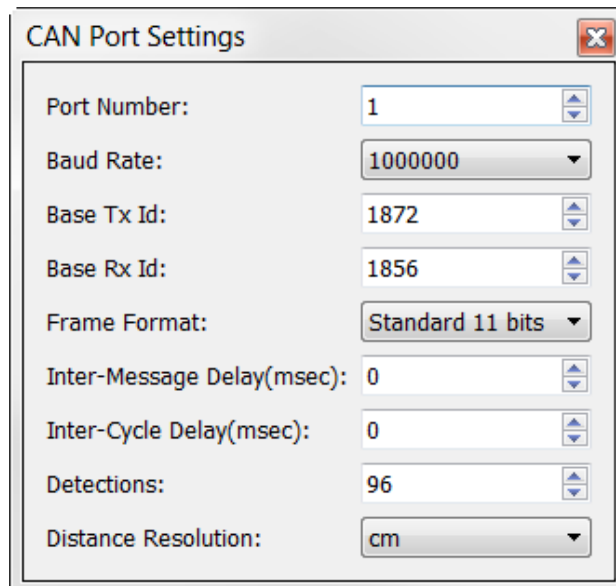 CAN Port Settings
Port Number: 1
Baud Rate: 1000000
Base Tx Id: 1872
Base Rx Id: 1856
Frame Format: Standard 11 bits
Inter-Message Delay(msec): 0
Inter-Cycle Delay(msec): 0
Detections: 96
Distance Resolution: cm